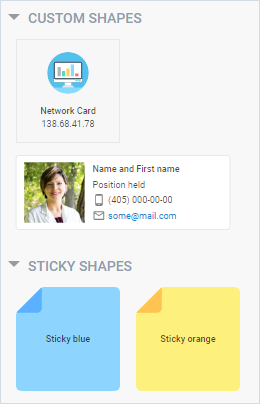 CUSTOM SHAPES
Network Card
138.68.41.78
Name and First name
Position held
(405) 000-00-00
some@mail.com
STICKY SHAPES
Sticky blue
Sticky orange